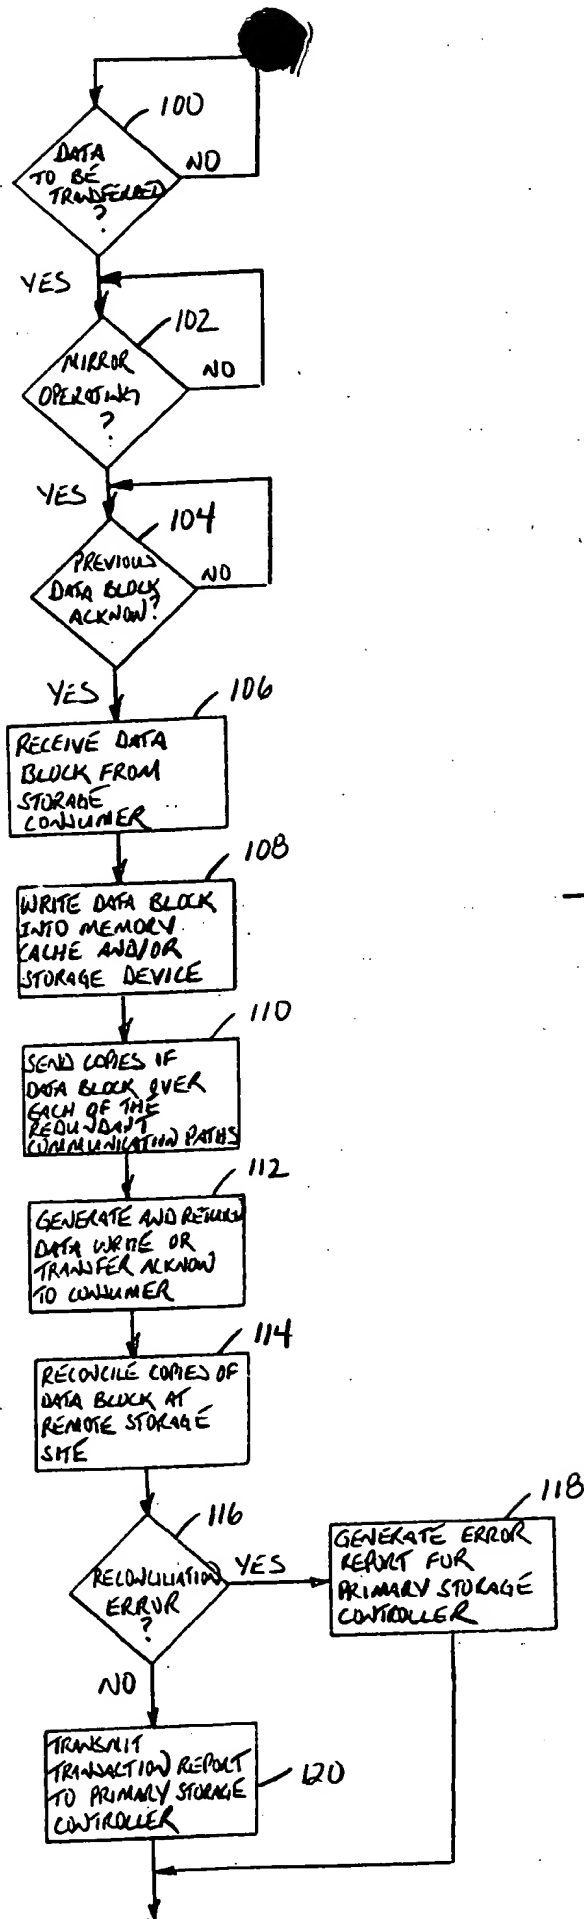 100
DATA
TO BE
TRANSFERRED
?
NO
YES
102
MIRROR
OPERATING
?
NO
YES
104
PREVIOUS
DATA BLOCK
ACKNOW?
NO
YES
106
RECEIVE DATA
BLOCK FROM
STORAGE
CONSUMER
108
WRITE DATA BLOCK
INTO MEMORY
CACHE AND/OR
STORAGE DEVICE
110
SEND COPIES OF
DATA BLOCK OVER
EACH OF THE
REDUNDANT
COMMUNICATION PATHS
112
GENERATE AND RETURN
DATA WRITE OR
TRANSFER ACKNOW
TO CONSUMER
114
RECONCILE COPIES OF
DATA BLOCK AT
REMOTE STORAGE
SITE
116
RECONCILIATION
ERROR
?
YES
118
GENERATE ERROR
REPORT FOR
PRIMARY STORAGE
CONTROLLER
NO
TRANSMIT
TRANSACTION REPORT
TO PRIMARY STORAGE
CONTROLLER
120